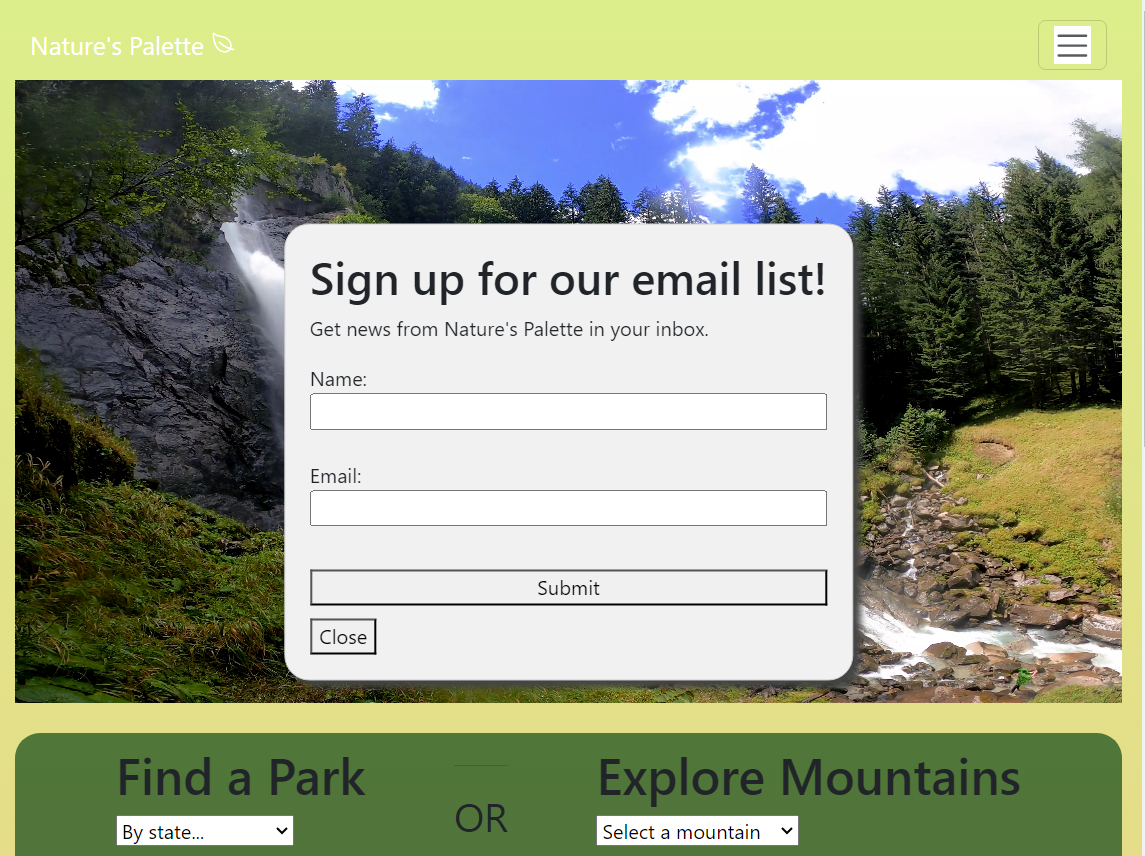 Nature's Palette
Sign up for our email list!
Get news from Nature's Palette in your inbox.
Name:
Email:
Submit
Close
Find a Park
By state...
OR
Explore Mountains
Select a mountain